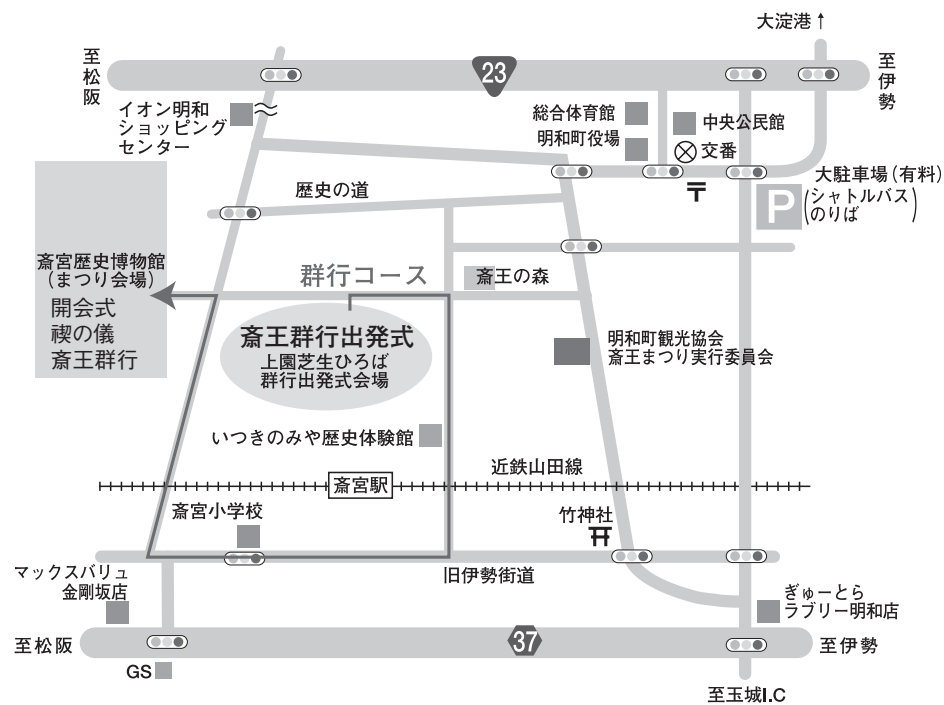 大淀港↑
至松阪
23
至伊勢
イオン明和
ショッピング
センター
総合体育館
明和町役場
中央公民館
交番
大駐車場(有料)
P
(シャトルバス
のりば)
歴史の道
斎宮歴史博物館
(まつり会場)
開会式
禊の儀
斎王群行
群行コース
斎王の森
斎王群行出発式
上園芝生ひろば
群行出発式会場
明和町観光協会
斎王まつり実行委員会
いつきのみや歴史体験館
近鉄山田線
斎宮駅
斎宮小学校
竹神社
旧伊勢街道
マックスバリュ
金剛坂店
ぎゅーとら
ラブリー明和店
至松阪
37
至伊勢
GS
至玉城I.C